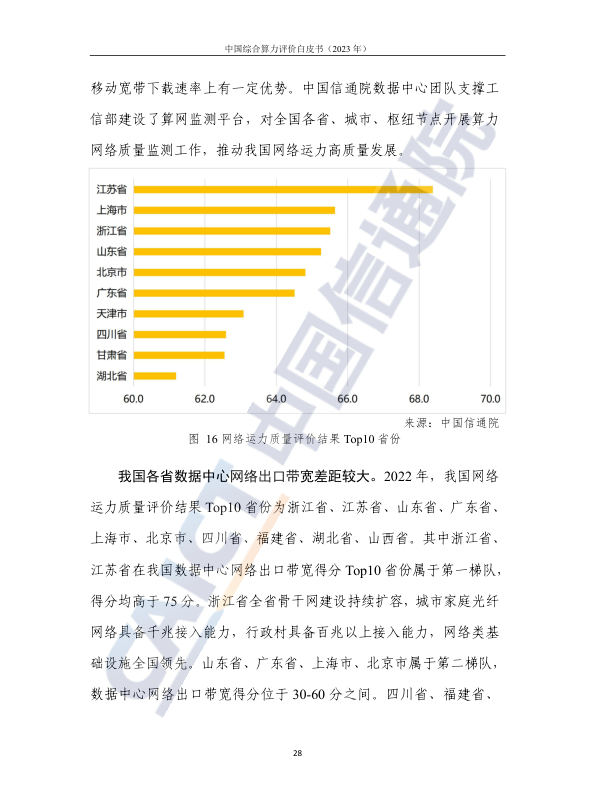 中国综合算力评价白皮书（2023 年）
移动宽带下载速率上有一定优势。中国信通院数据中心团队支撑工
信部建设了算网监测平台，对全国各省、城市、枢纽节点开展算力
网络质量监测工作，推动我国网络运力高质量发展。
江苏省
上海市
浙江省
山东省
北京市
广东省
天津市
四川省
甘肃省
湖北省
60.0 62.0 64.0 66.0 68.0 70.0
来源：中国信通院
图 16 网络运力质量评价结果 Top10 省份
我国各省数据中心网络出口带宽差距较大。2022 年，我国网络
运力质量评价结果 Top10 省份为浙江省、江苏省、山东省、广东省、
上海市、北京市、四川省、福建省、湖北省、山西省。其中浙江省、
江苏省在我国数据中心网络出口带宽得分 Top10 省份属于第一梯队，
得分均高于 75 分。浙江省全省骨干网建设持续扩容，城市家庭光纤
网络具备千兆接入能力，行政村具备百兆以上接入能力，网络类基
础设施全国领先。山东省、广东省、上海市、北京市属于第二梯队，
数据中心网络出口带宽得分位于 30-60 分之间。四川省、福建省、
28
CAICT 中国信通院